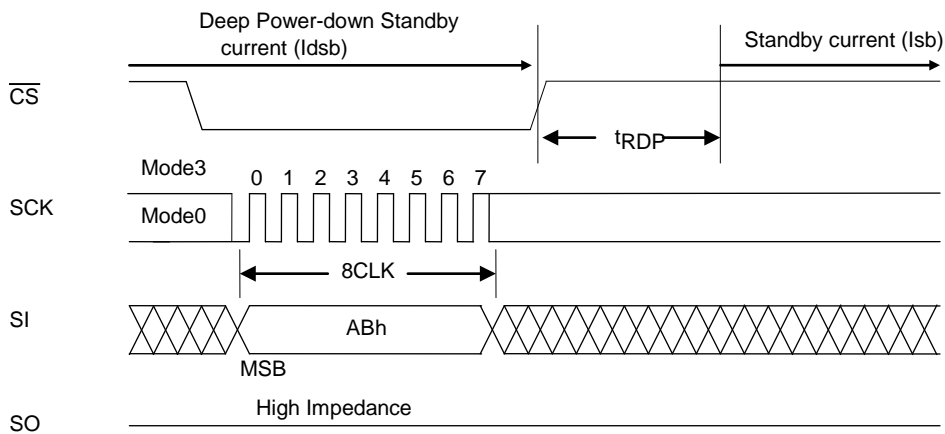 Deep Power-down Standby
current (Idsb)
Standby current (Isb)
CS
tRDP
Mode3
0 1 2 3 4 5 6 7
SCK
Mode0
8CLK
SI
ABh
MSB
High Impedance
SO